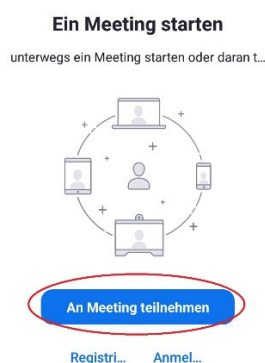 Ein Meeting starten
unterwegs ein Meeting starten oder daran t...
An Meeting teilnehmen
Registri... Anmel...